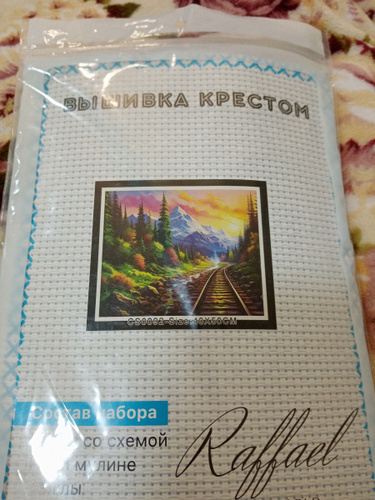 ВЫШИВКА КРЕСТОМ
Состав набора
со схемой
мулине
Raffael